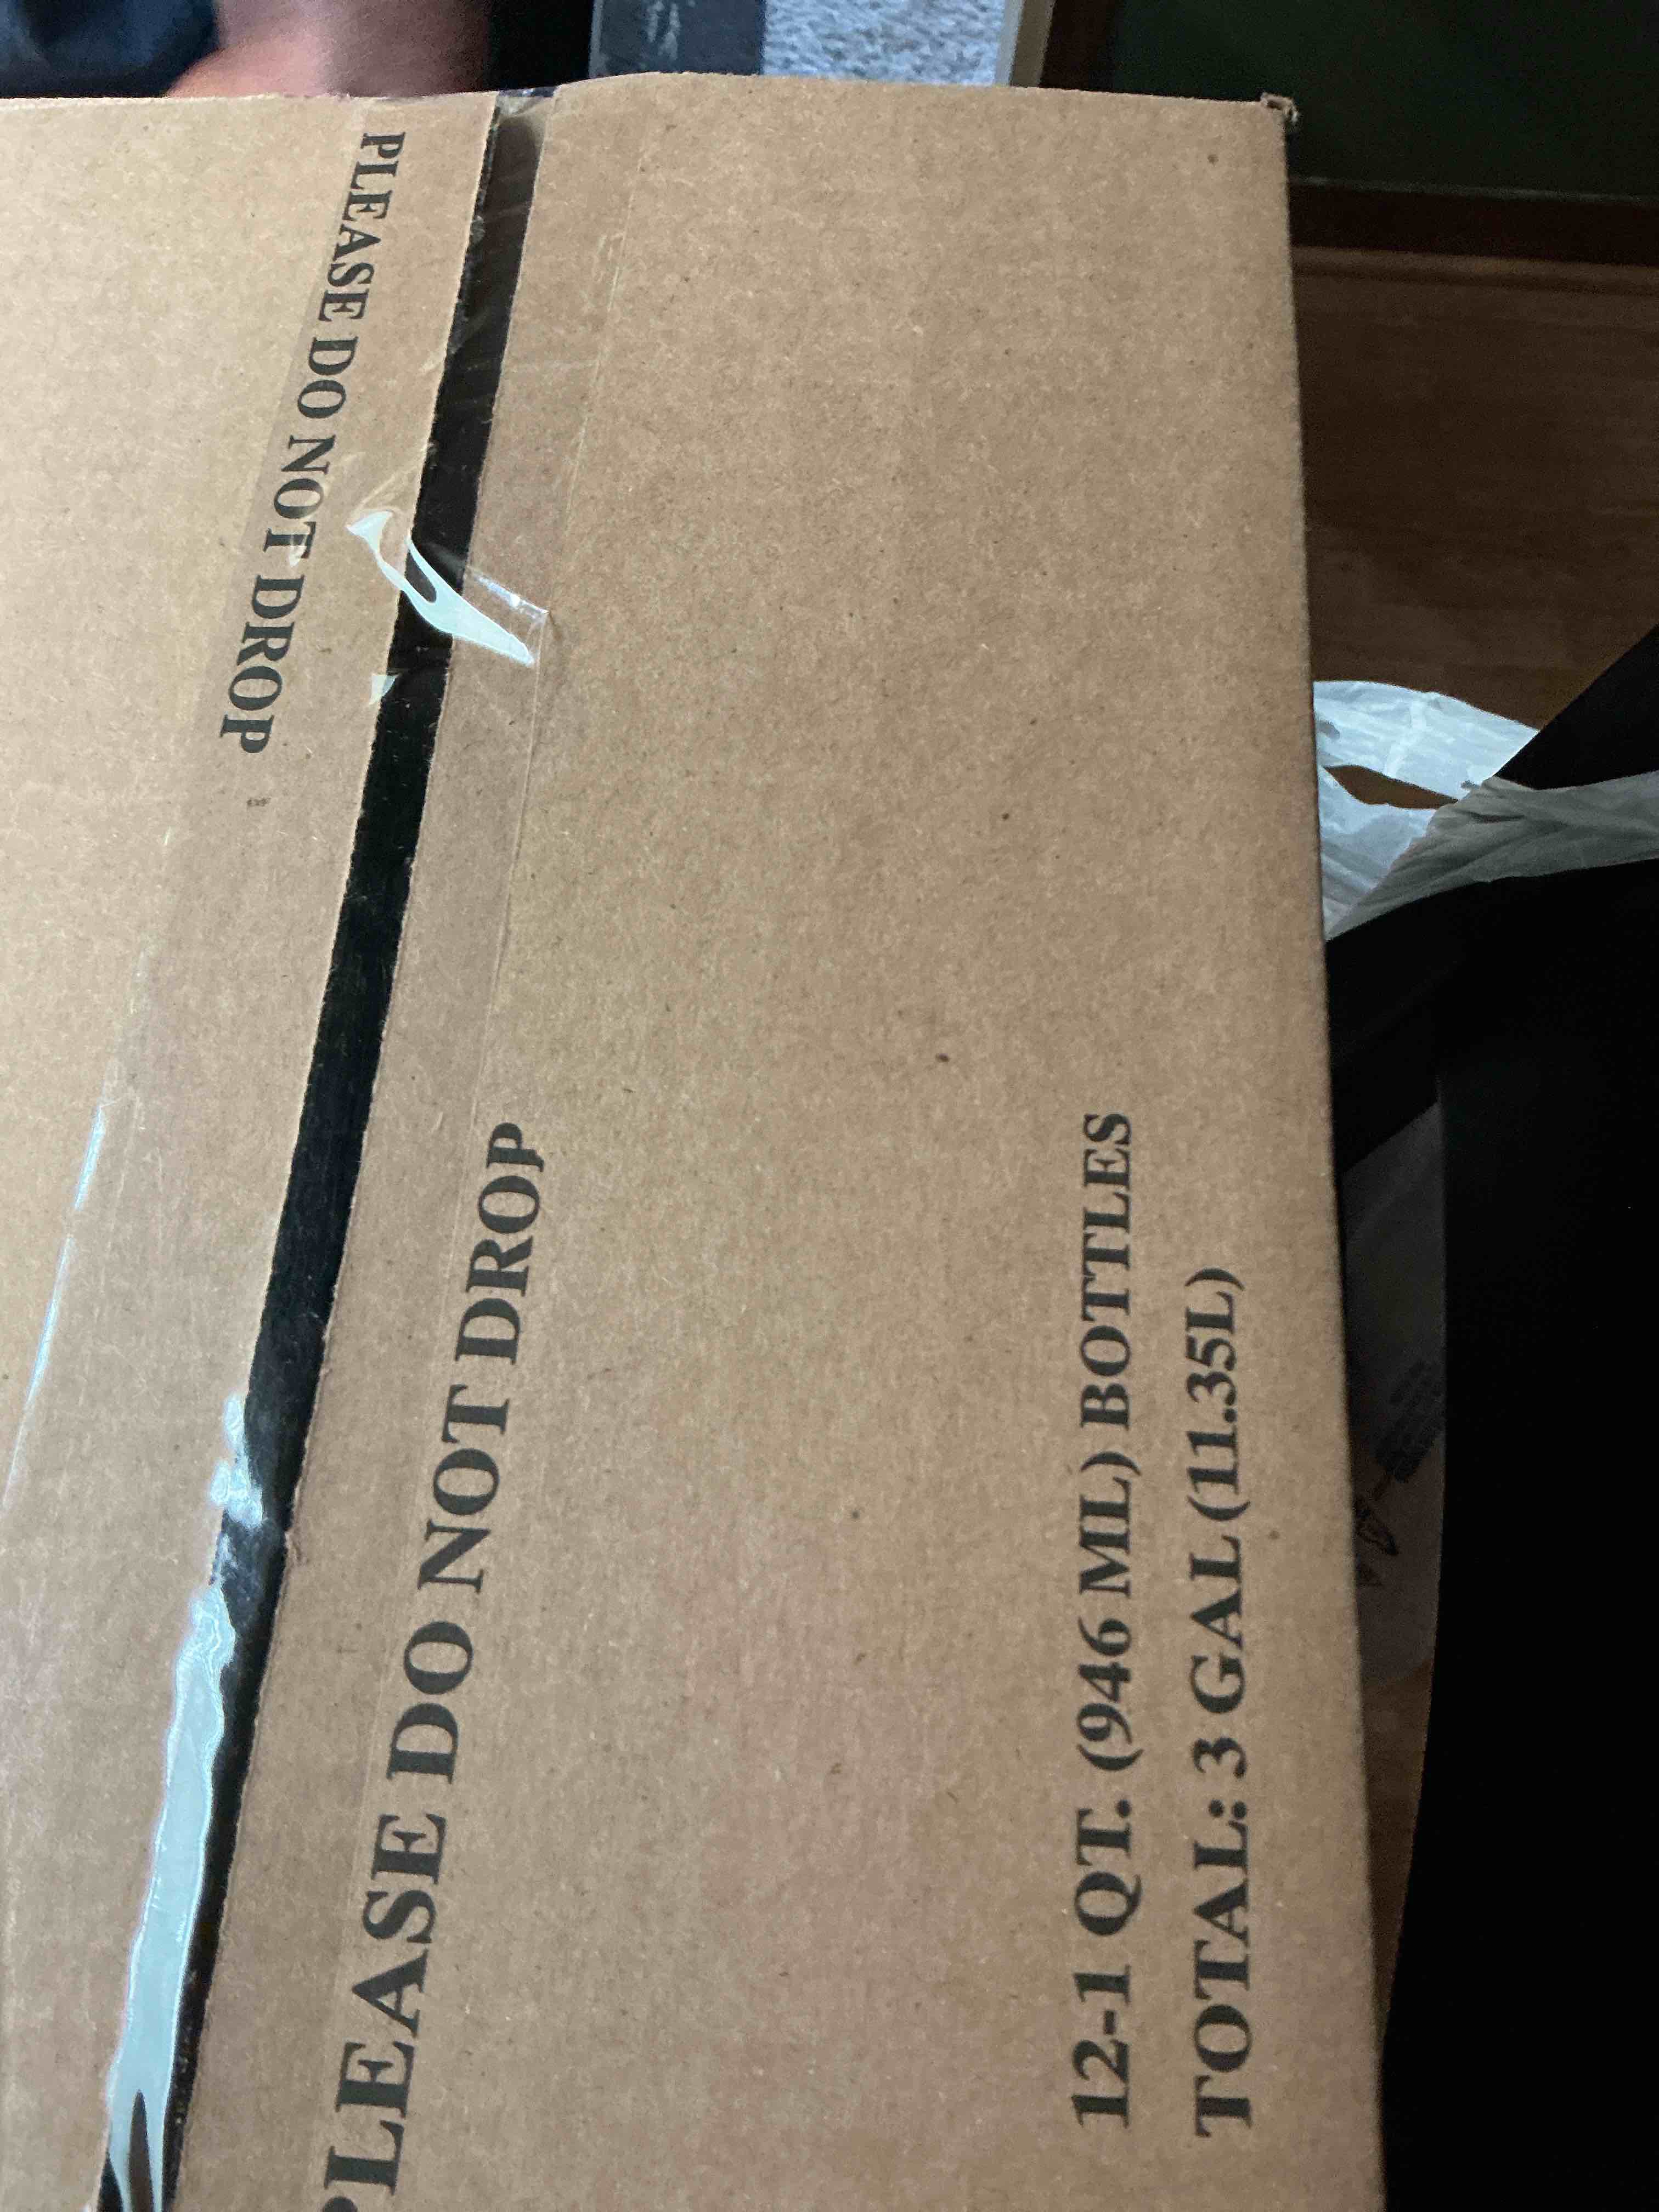 PLEASE DO NOT DROP
PLEASE DO NOT DROP
12-1 QT. (946 ML) BOTTLES
TOTAL: 3 GAL (11.35L)